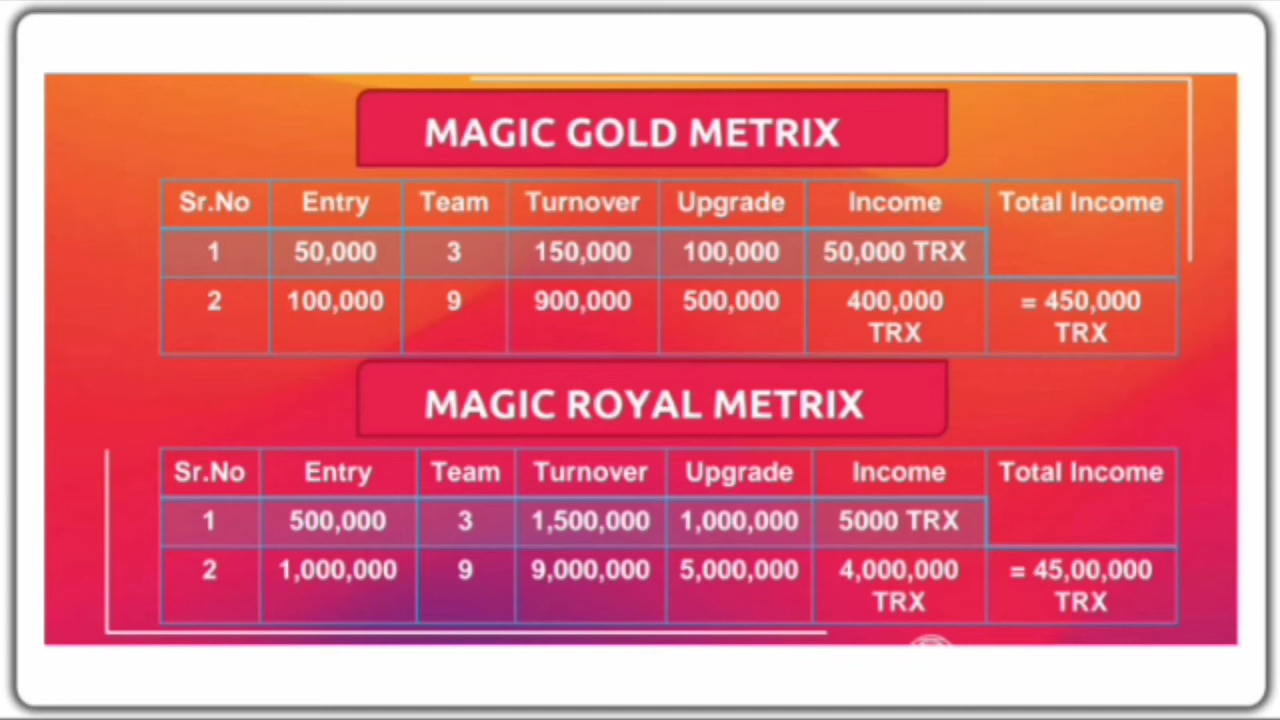 MAGIC GOLD METRIX
Sr.No Entry Team Turnover Upgrade Income Total Income
1 50,000 3 150,000 100,000 50,000 TRX
2 100,000 9 900,000 500,000 400,000 TRX = 450,000 TRX
MAGIC ROYAL METRIX
Sr.No Entry Team Turnover Upgrade Income Total Income
1 500,000 3 1,500,000 1,000,000 5000 TRX
2 1,000,000 9 9,000,000 5,000,000 4,000,000 TRX = 45,00,000 TRX